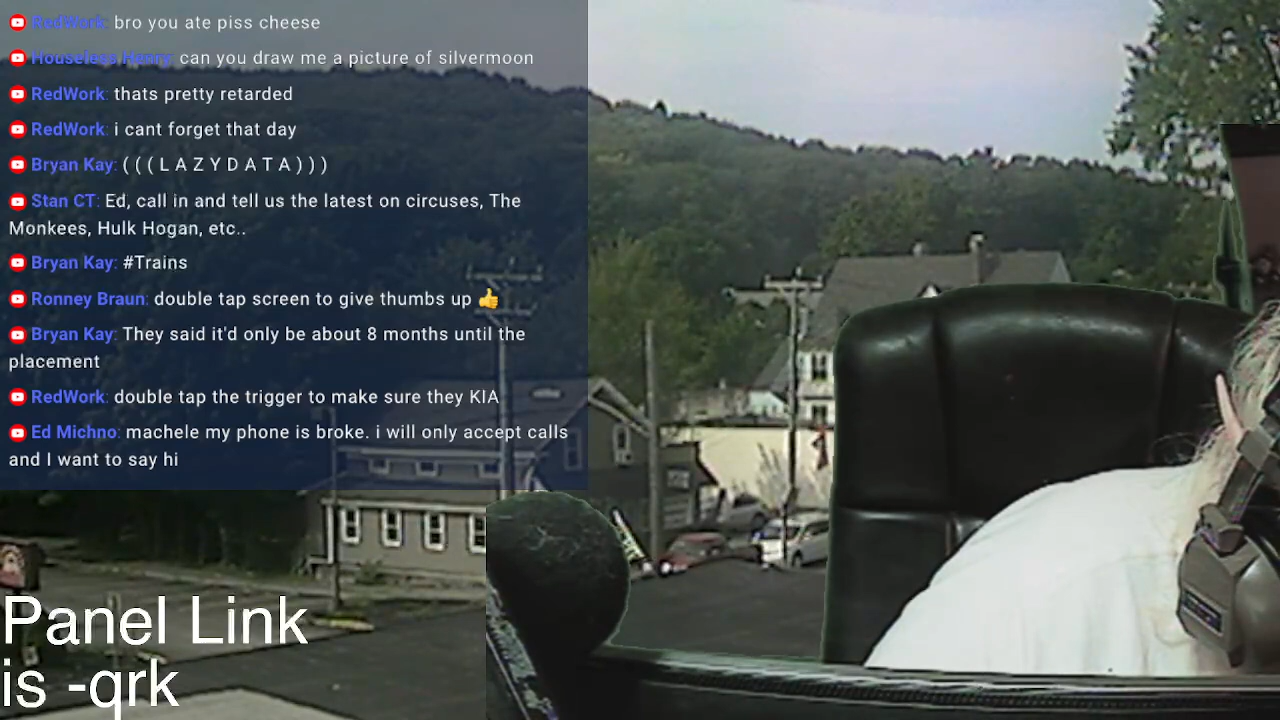 RedWork: bro you ate piss cheese
Houseless Henry: can you draw me a picture of silvermoon
RedWork: thats pretty retarded
RedWork: i cant forget that day
Bryan Kay: ( ( ( L A Z Y D A T A ) ) )
Stan CT: Ed, call in and tell us the latest on circuses, The
Monkees, Hulk Hogan, etc..
Bryan Kay: #Trains
Ronney Braun: double tap screen to give thumbs up 👍
Bryan Kay: They said it'd only be about 8 months until the
placement
RedWork: double tap the trigger to make sure they KIA
Ed Michno: machele my phone is broke. i will only accept calls
and I want to say hi
Panel Link
is -qrk